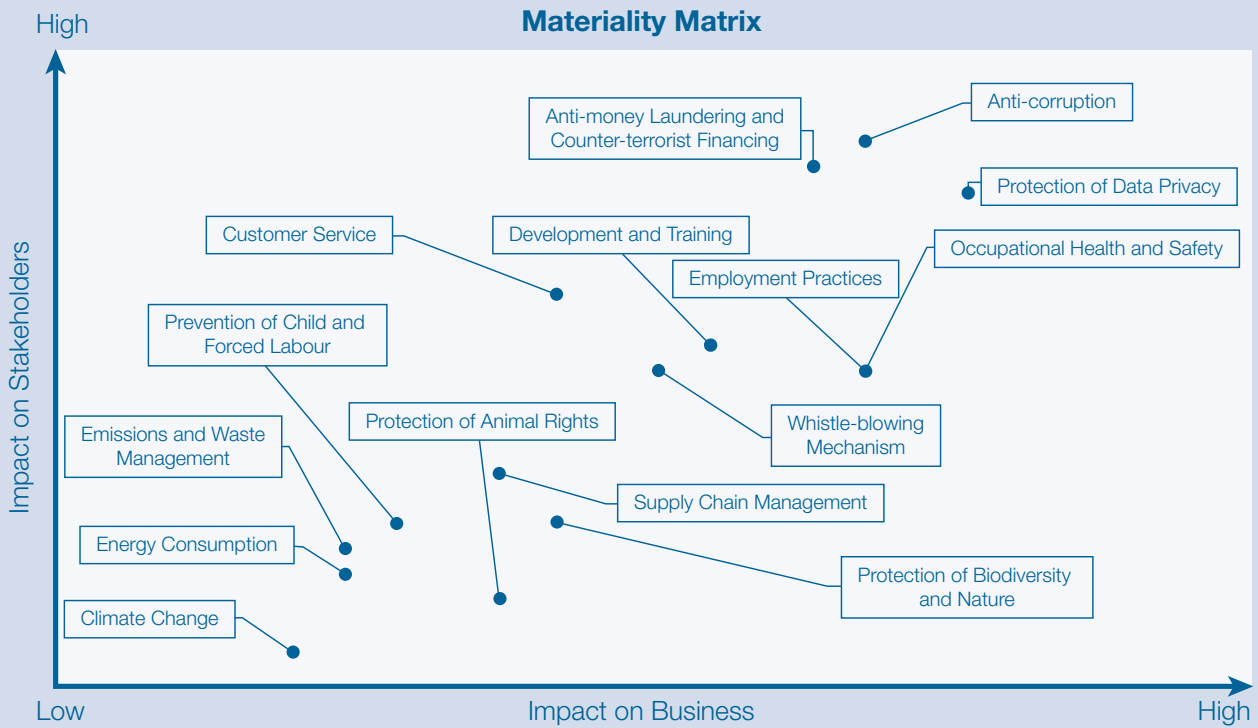 Materiality Matrix
High
Anti-corruption
Anti-money Laundering and
Counter-terrorist Financing
Protection of Data Privacy
Customer Service
Development and Training
Occupational Health and Safety
Employment Practices
Prevention of Child and
Forced Labour
Protection of Animal Rights
Whistle-blowing
Mechanism
Emissions and Waste
Management
Supply Chain Management
Energy Consumption
Protection of Biodiversity
and Nature
Climate Change
Impact on Stakeholders
Low
Impact on Business
High